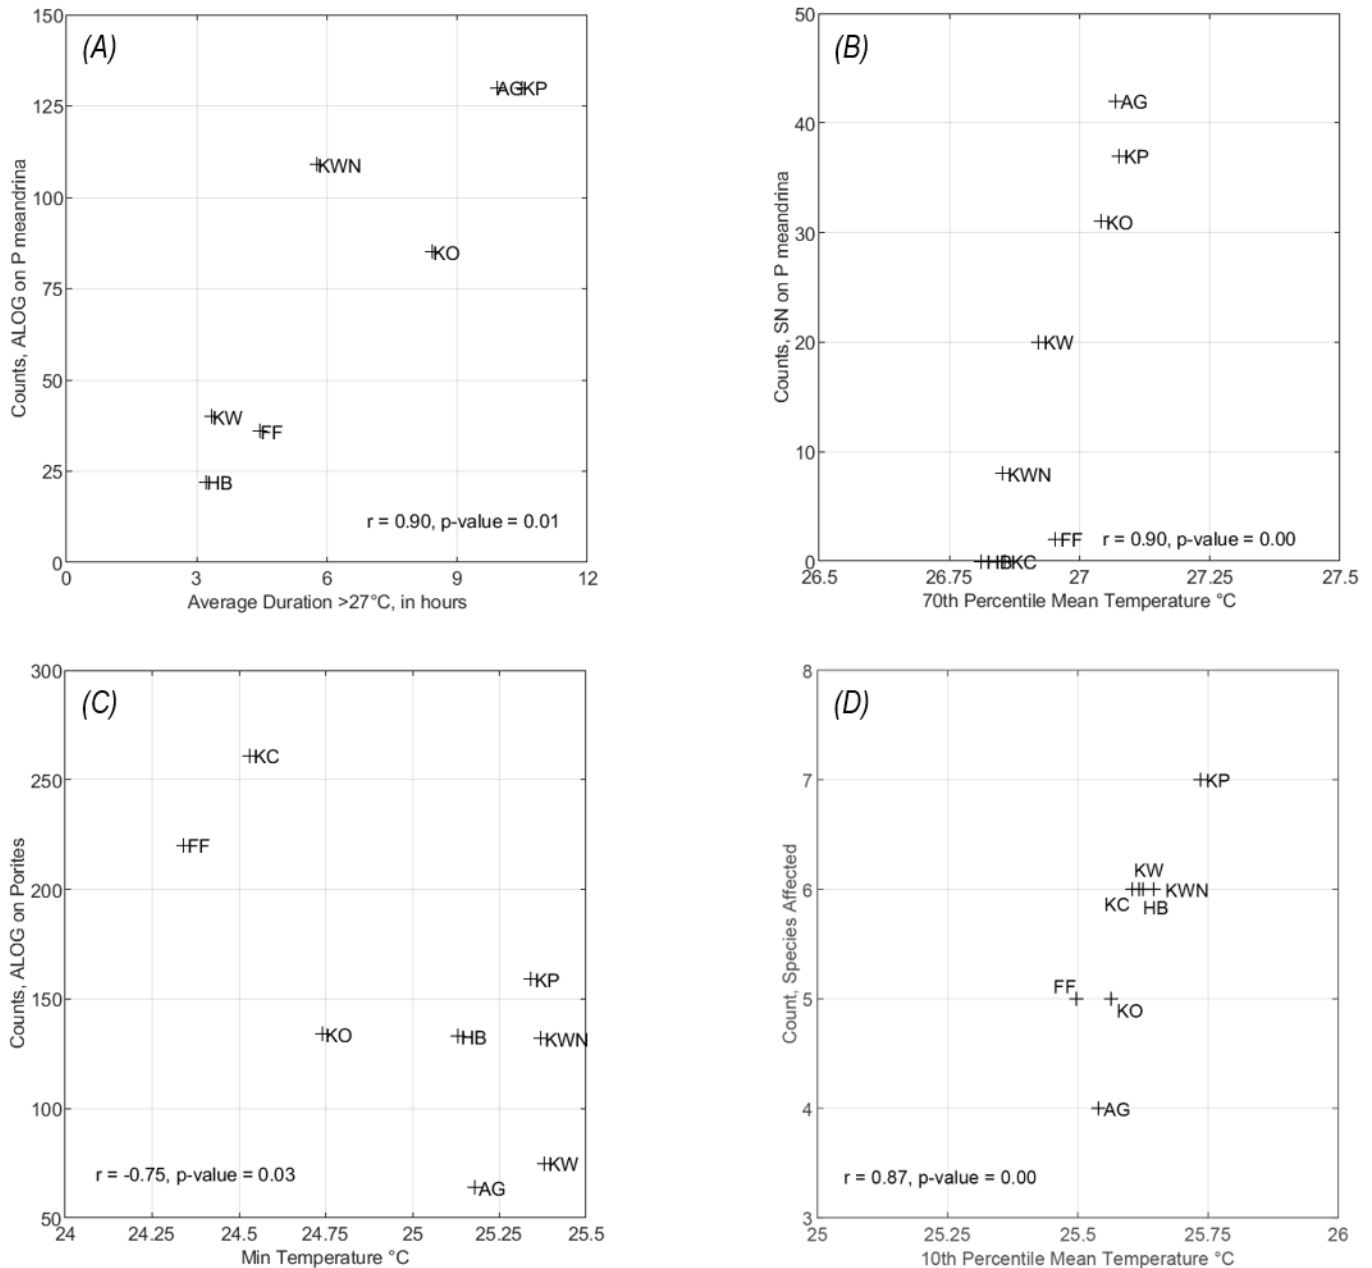 (A)
150
125
100
75
50
25
0
Counts, ALOG on P meandrina
AG KP
KWN
KO
KW
FF
HB
r = 0.90, p-value = 0.01
0 3 6 9 12
Average Duration >27°C, in hours
(B)
50
40
30
20
10
0
Counts, SN on P meandrina
AG
KP
KO
KW
KWN
FF
HB KC
r = 0.90, p-value = 0.00
26.5 26.75 27 27.25 27.5
70th Percentile Mean Temperature °C
(C)
300
250
200
150
100
50
Counts, ALOG on Porites
KC
FF
KP
KO
HB
KWN
KW
AG
r = -0.75, p-value = 0.03
24 24.25 24.5 24.75 25 25.25 25.5
Min Temperature °C
(D)
8
7
6
5
4
3
Count, Species Affected
KP
KW
KWN
KC
HB
FF
KO
AG
r = 0.87, p-value = 0.00
25 25.25 25.5 25.75 26
10th Percentile Mean Temperature °C